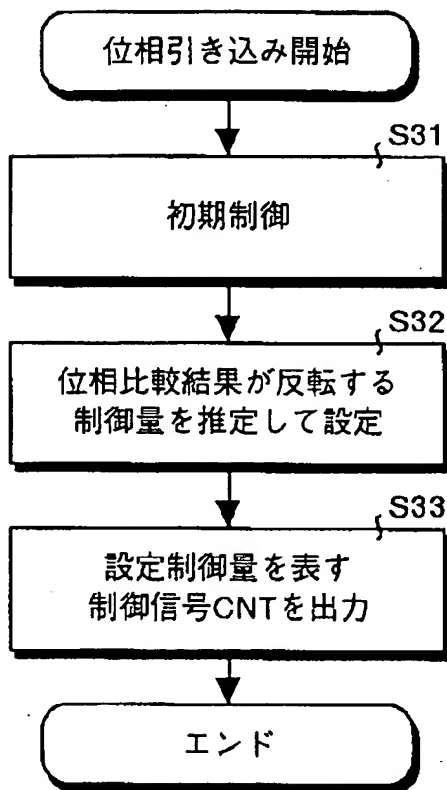 位相引き込み開始
S31
初期制御
S32
位相比較結果が反転する
制御量を推定して設定
S33
設定制御量を表す
制御信号CNTを出力
エンド